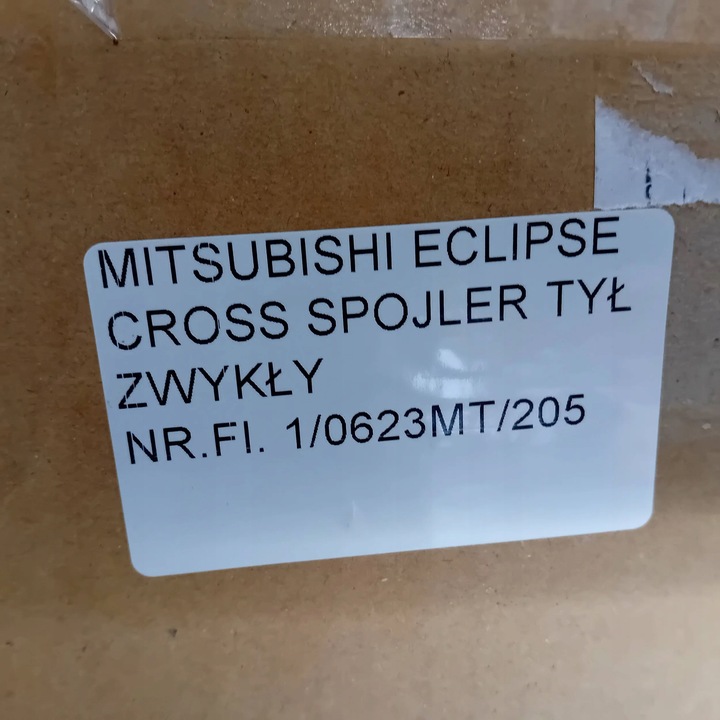 MITSUBISHI ECLIPSE
CROSS SPOJLER TYŁ
ZWYKŁY
NR.FI. 1/0623MT/205